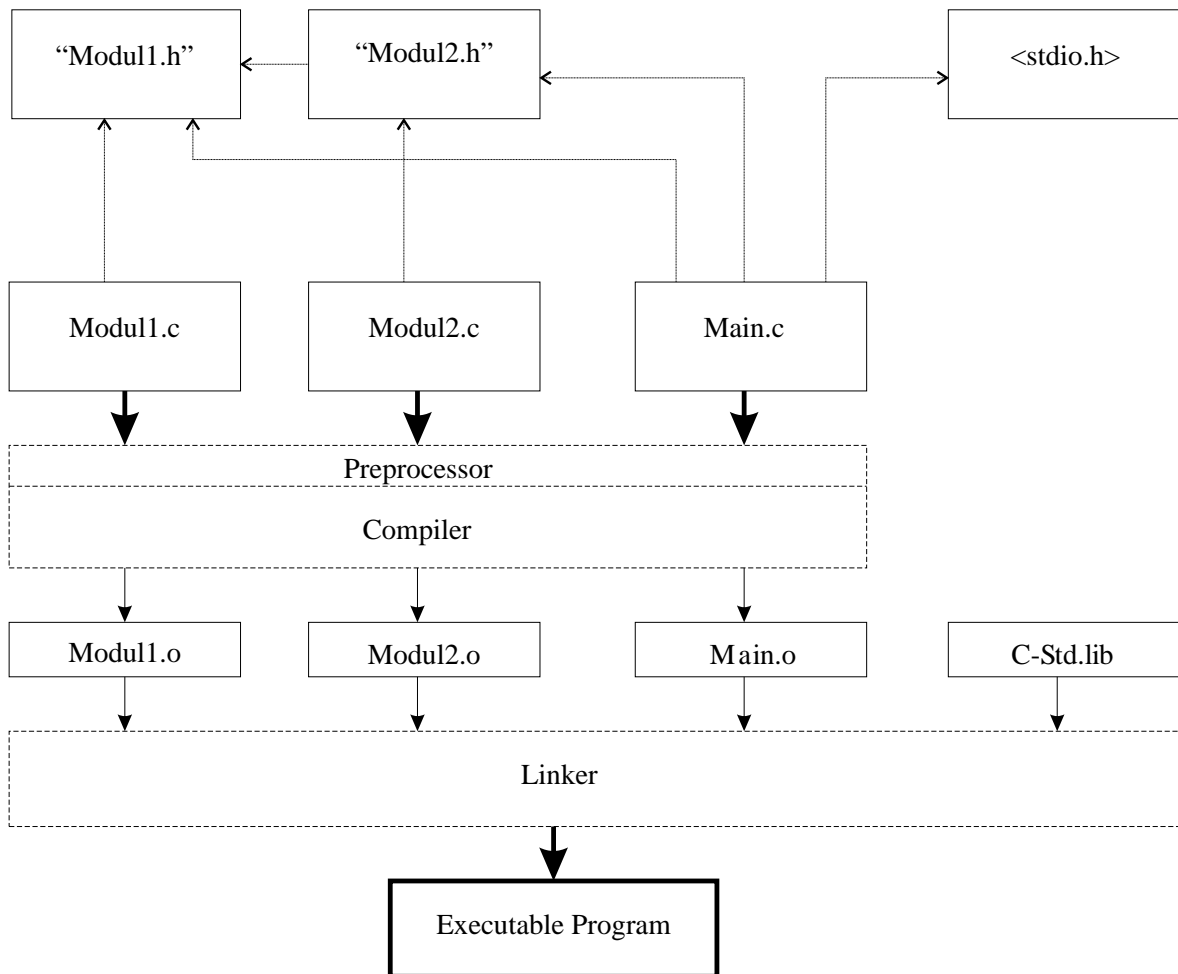 “Modul1.h”
“Modul2.h”
<stdio.h>
Modul1.c
Modul2.c
Main.c
Preprocessor
Compiler
Modul1.o
Modul2.o
Main.o
C-Std.lib
Linker
Executable Program